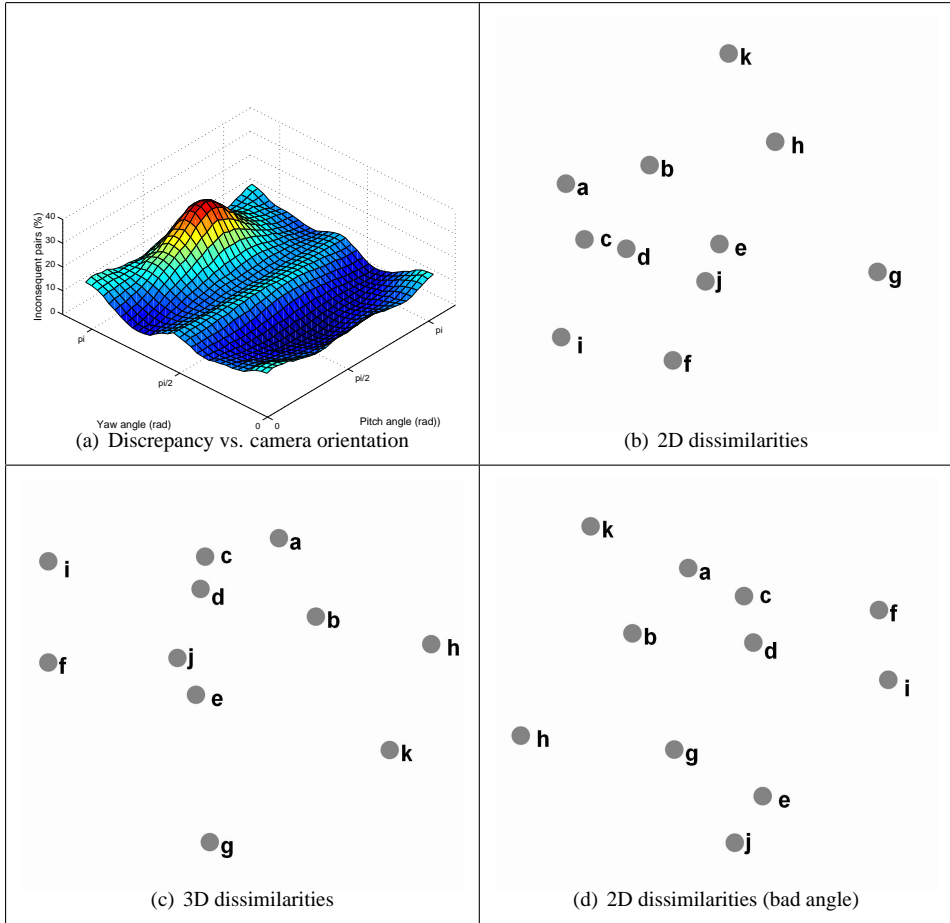 40
30
20
10
0
Inconsequent pairs (%)
pi
pi/2
0
Yaw angle (rad)
0
pi/2
pi
Pitch angle (rad))
(a) Discrepancy vs. camera orientation
k
h
b
a
c
d
e
g
j
i
f
(b) 2D dissimilarities
a
c
i
d
b
h
j
f
e
k
g
(c) 3D dissimilarities
k
a
c
f
b
d
i
h
g
e
j
(d) 2D dissimilarities (bad angle)